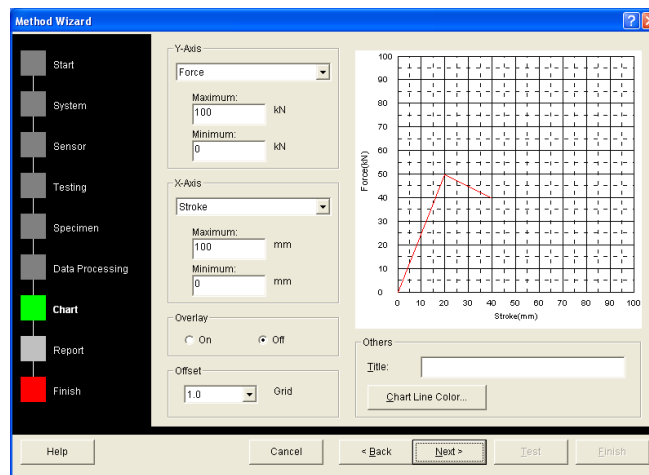 Method Wizard
?
X
Start
System
Sensor
Testing
Specimen
Data Processing
Chart
Report
Finish
Y-Axis
Force
Maximum:
100 kN
Minimum:
0 kN
X-Axis
Stroke
Maximum:
100 mm
Minimum:
0 mm
Overlay
On Off
Offset
1.0 Grid
Force(kN)
100
90
80
70
60
50
40
30
20
10
0
0 10 20 30 40 50 60 70 80 90 100
Stroke(mm)
Others
Title:
Chart Line Color...
Help Cancel < Back Next > Test Finish